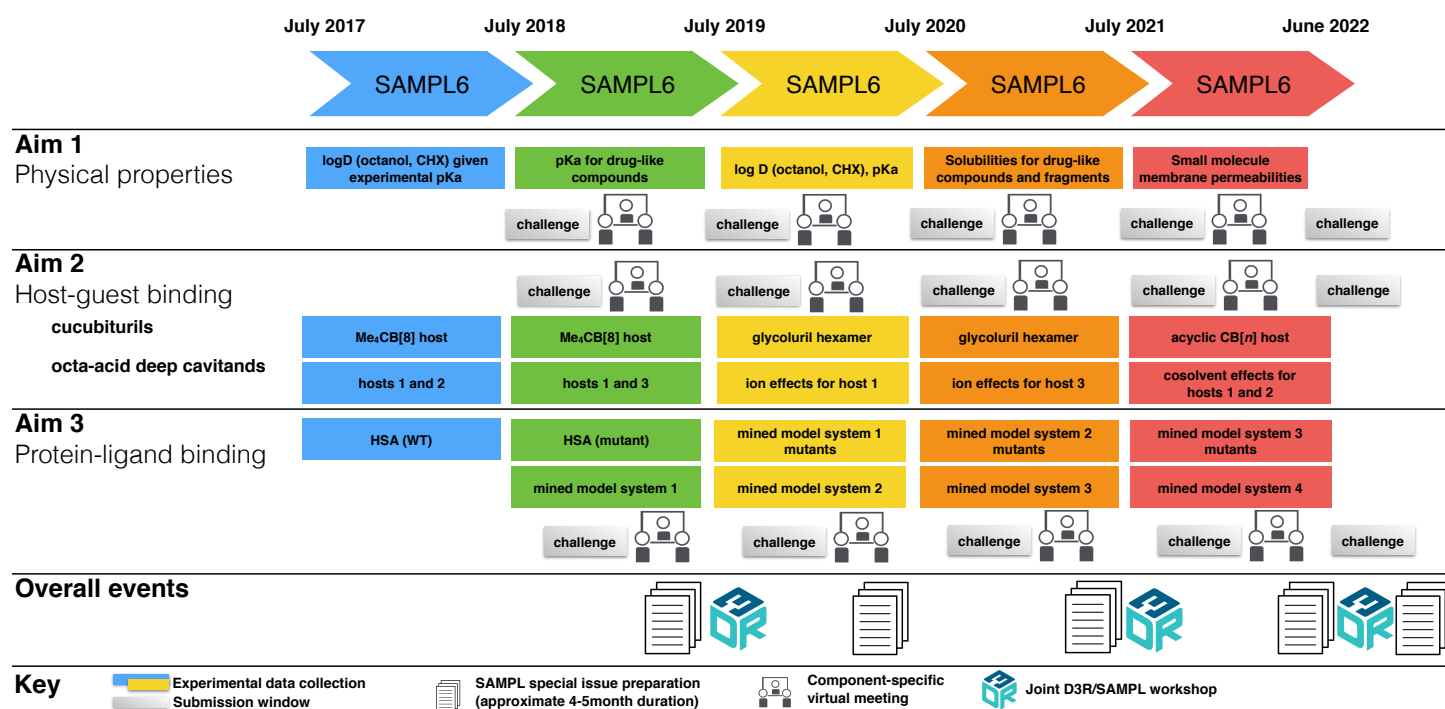 July 2017 July 2018 July 2019 July 2020 July 2021 June 2022
SAMPL6 SAMPL6 SAMPL6 SAMPL6 SAMPL6
Aim 1
Physical properties
logD (octanol, CHX) given
experimental pKa
pKa for drug-like
compounds
log D (octanol, CHX), pKa
Solubilities for drug-like
compounds and fragments
Small molecule
membrane permeabilities
challenge challenge challenge challenge challenge
Aim 2
Host-guest binding
challenge challenge challenge challenge challenge
cucubiturils
Me₄CB[8] host Me₄CB[8] host glycoluril hexamer glycoluril hexamer acyclic CB[n] host
octa-acid deep cavitands
hosts 1 and 2 hosts 1 and 3 ion effects for host 1 ion effects for host 3
cosolvent effects for
hosts 1 and 2
Aim 3
Protein-ligand binding
HSA (WT) HSA (mutant)
mined model system 1
mutants
mined model system 2
mutants
mined model system 3
mutants
mined model system 1 mined model system 2 mined model system 3 mined model system 4
challenge challenge challenge challenge challenge
Overall events
3DR 3DR 3DR
Key
Experimental data collection
Submission window
SAMPL special issue preparation
(approximate 4-5month duration)
Component-specific
virtual meeting
3DR
Joint D3R/SAMPL workshop